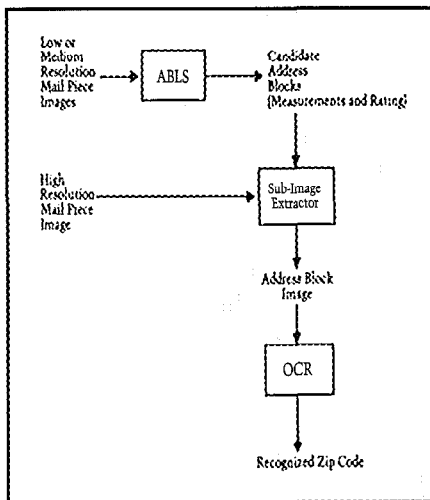 Low or
Medium
Resolution
Mail Piece
Images
ABLS
Candidate
Address
Blocks
(Measurements and Rating)
High
Resolution
Mail Piece
Image
Sub-Image
Extractor
Address Block
Image
OCR
Recognized Zip Code